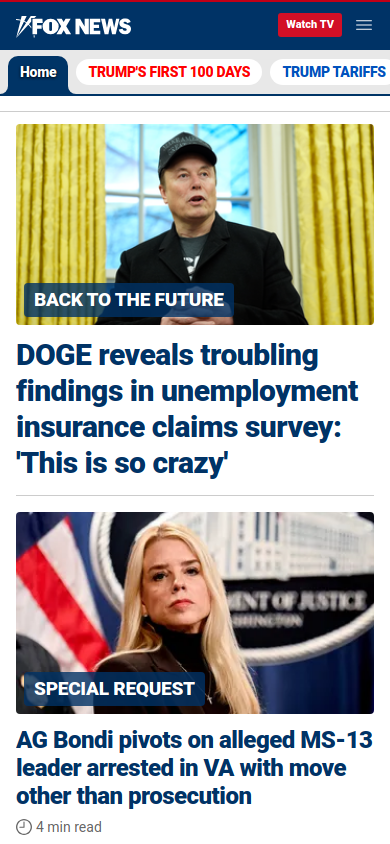 FOX NEWS
Watch TV
Home
TRUMP'S FIRST 100 DAYS
TRUMP TARIFFS
BACK TO THE FUTURE
DOGE reveals troubling
findings in unemployment
insurance claims survey:
'This is so crazy'
ENT OF JUSTICE
SHINGTON
SPECIAL REQUEST
AG Bondi pivots on alleged MS-13
leader arrested in VA with move
other than prosecution
4 min read